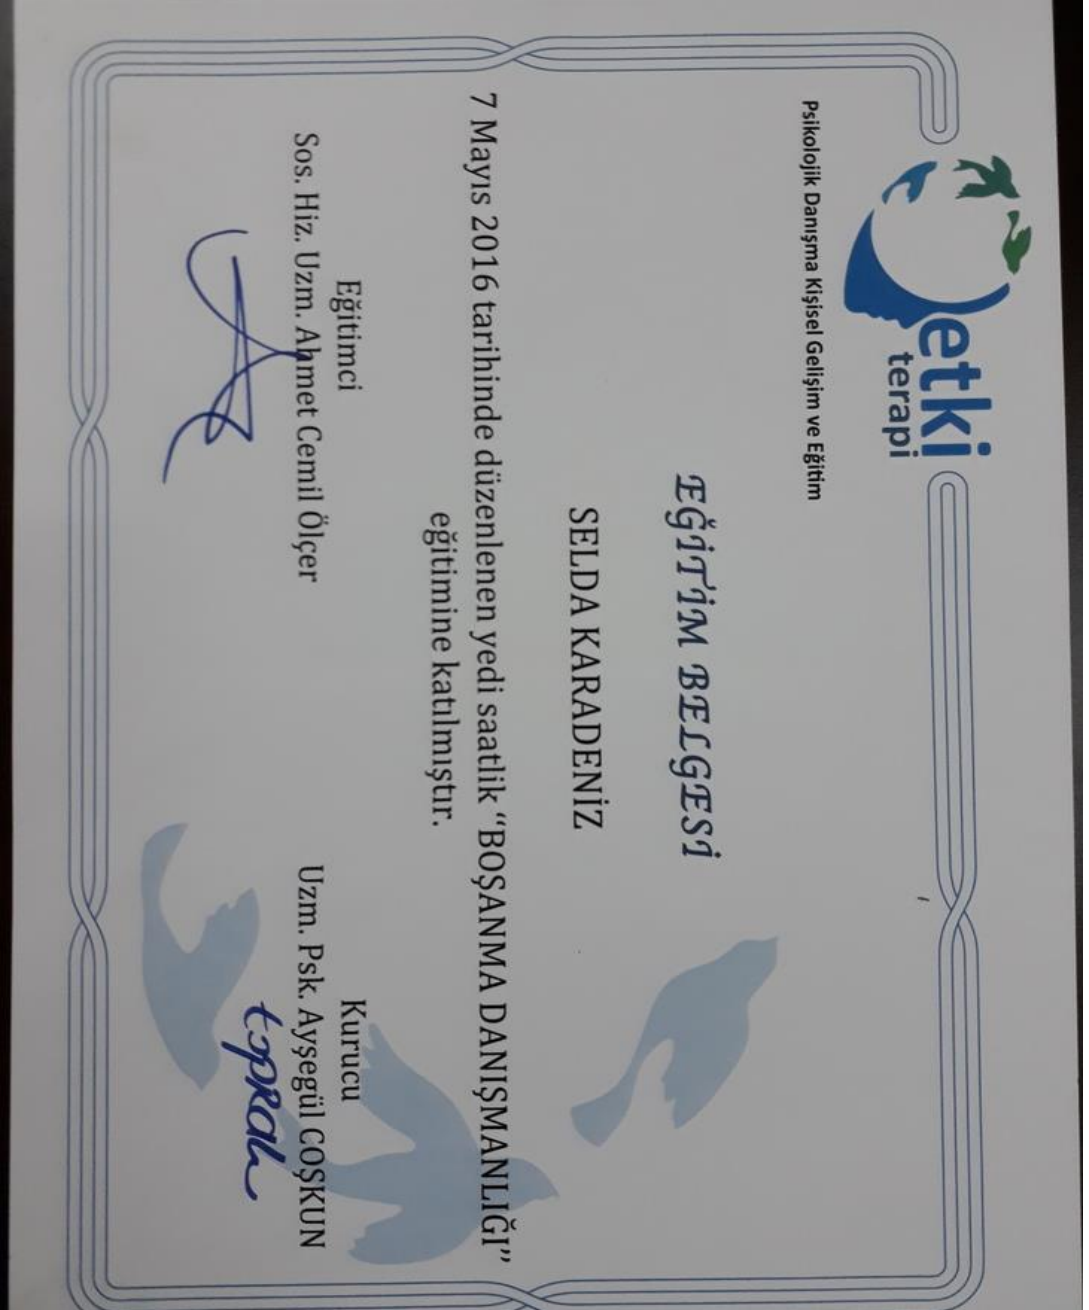 etki
terapi
Psikolojik Danışma Kişisel Gelişim ve Eğitim
EĞİTİM BELGESİ
SELDA KARADENİZ
7 Mayıs 2016 tarihinde düzenlenen yedi saatlik “BOŞANMA DANIŞMANLIĞI”
eğitimine katılmıştır.
Eğitimci
Sos. Hiz. Uzm. Ahmet Cemil Ölçer
Kurucu
Uzm. Psk. Ayşegül COŞKUN
toprak